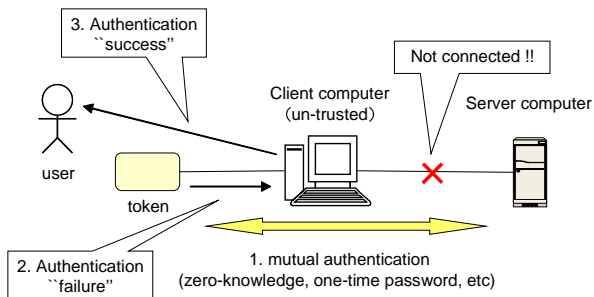 3. Authentication
``success''
Not connected !!
Client computer
(un-trusted)
Server computer
user
token
2. Authentication
``failure''
1. mutual authentication
(zero-knowledge, one-time password, etc)